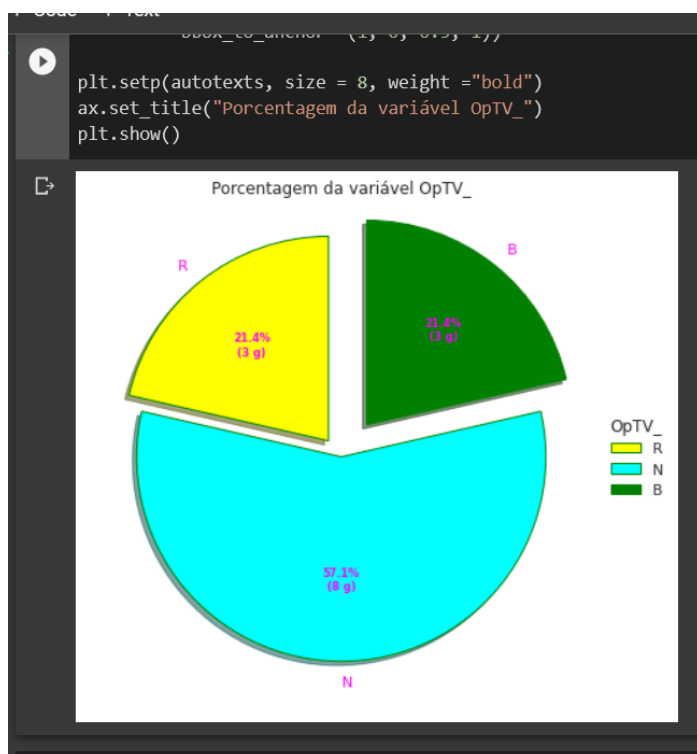 plt.setp(autotexts, size = 8, weight ="bold")
ax.set_title("Porcentagem da variável OpTV_")
plt.show()
Porcentagem da variável OpTV_
R
B
21.4%
(3 g)
21.4%
(3 g)
OpTV_
R
N
B
57.1%
(8 g)
N